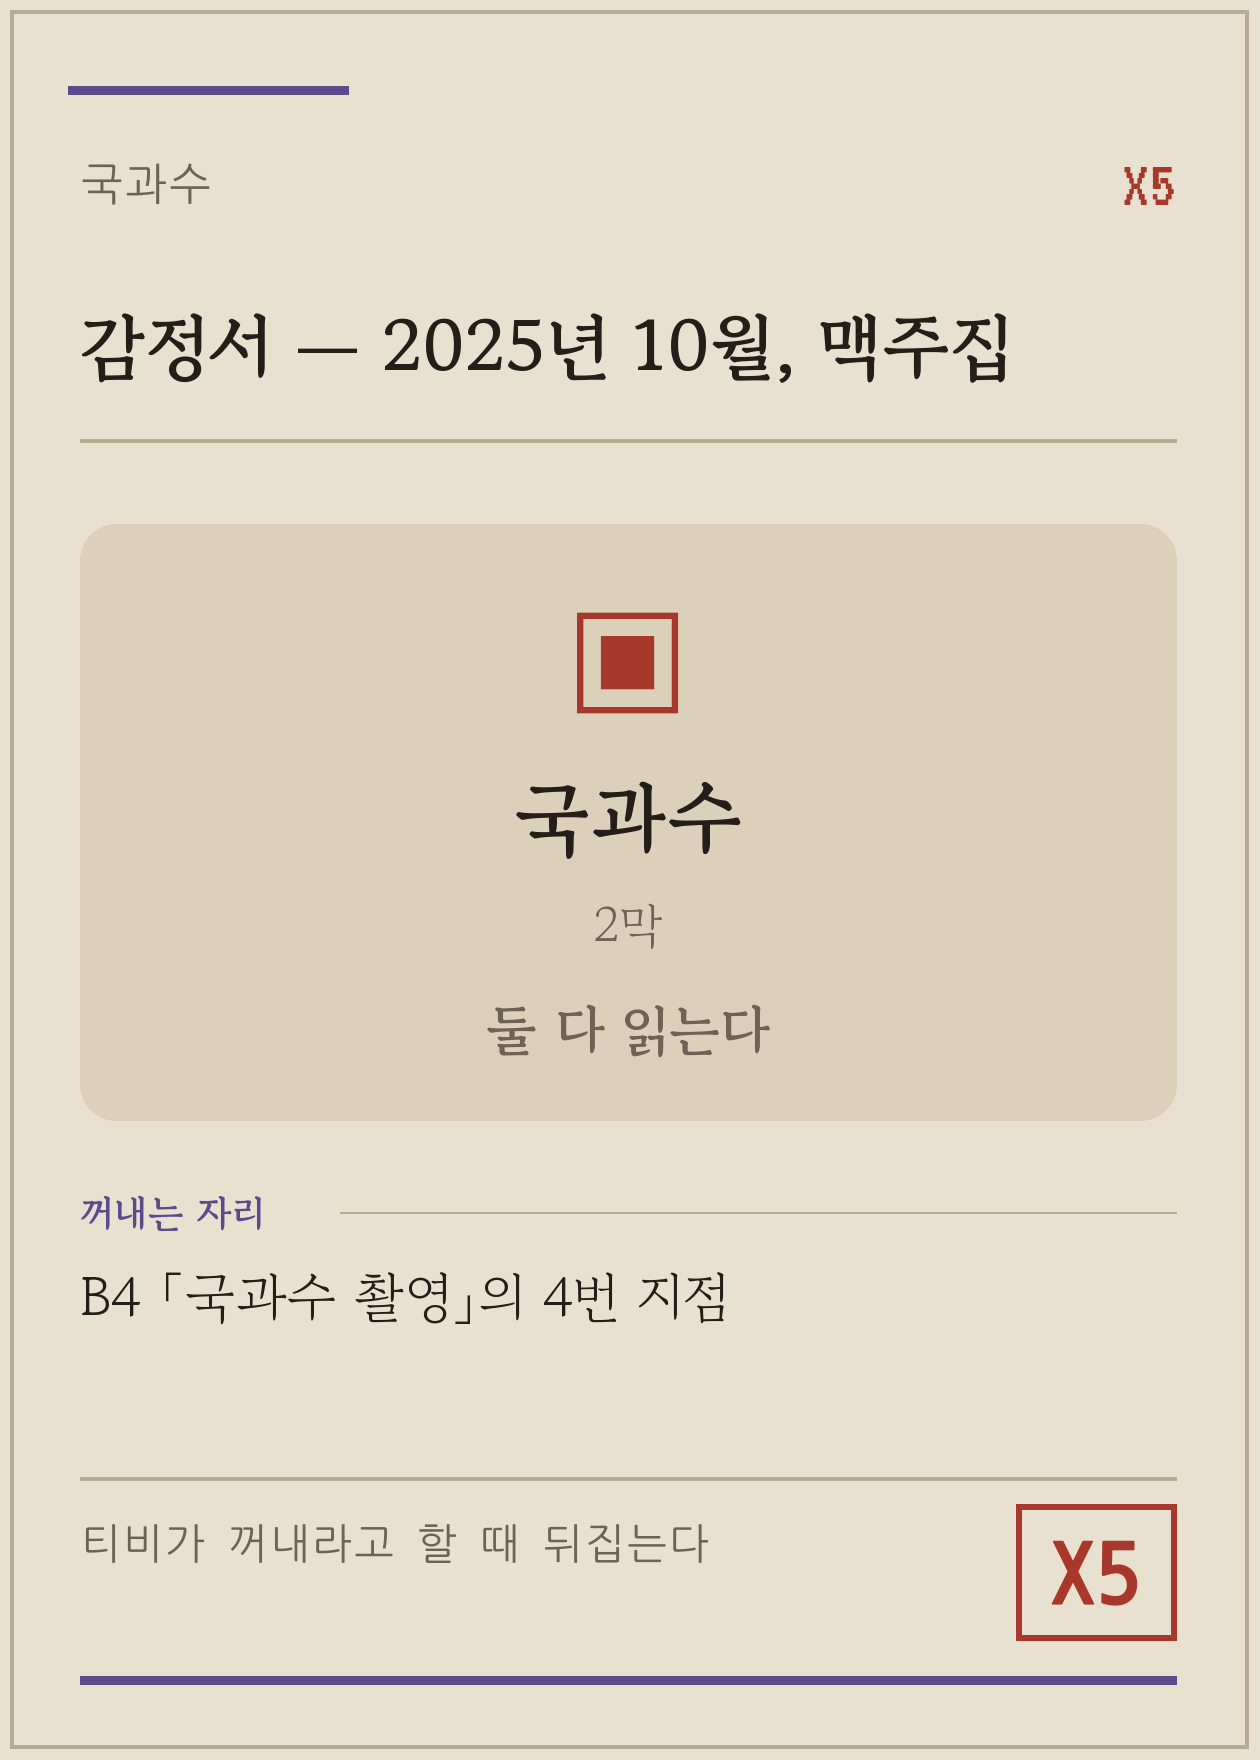 국과수
X5
감정서 — 2025년 10월, 맥주집
국과수
2막
둘 다 읽는다
꺼내는 자리
B4 「국과수 촬영」의 4번 지점
티비가 꺼내라고 할 때 뒤집는다
X5